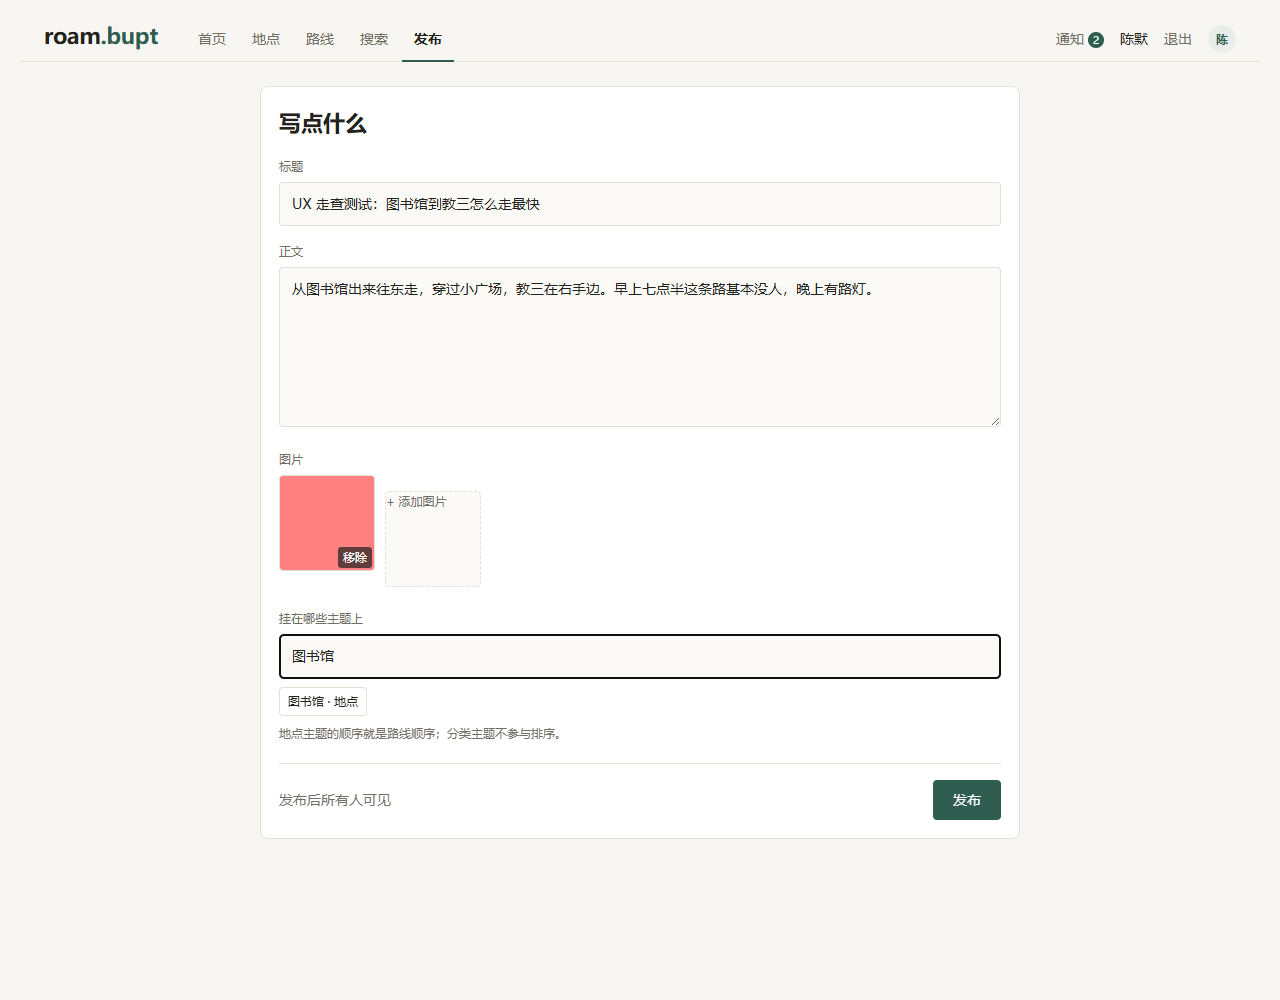 roam.bupt 首页 地点 路线 搜索 发布 通知 2 陈默 退出 陈
写点什么
标题
UX 走查测试：图书馆到教三怎么走最快
正文
从图书馆出来往东走，穿过小广场，教三在右手边。早上七点半这条路基本没人，晚上有路灯。
图片
+ 添加图片
移除
挂在哪些主题上
图书馆
图书馆 · 地点
地点主题的顺序就是路线顺序；分类主题不参与排序。
发布后所有人可见 发布